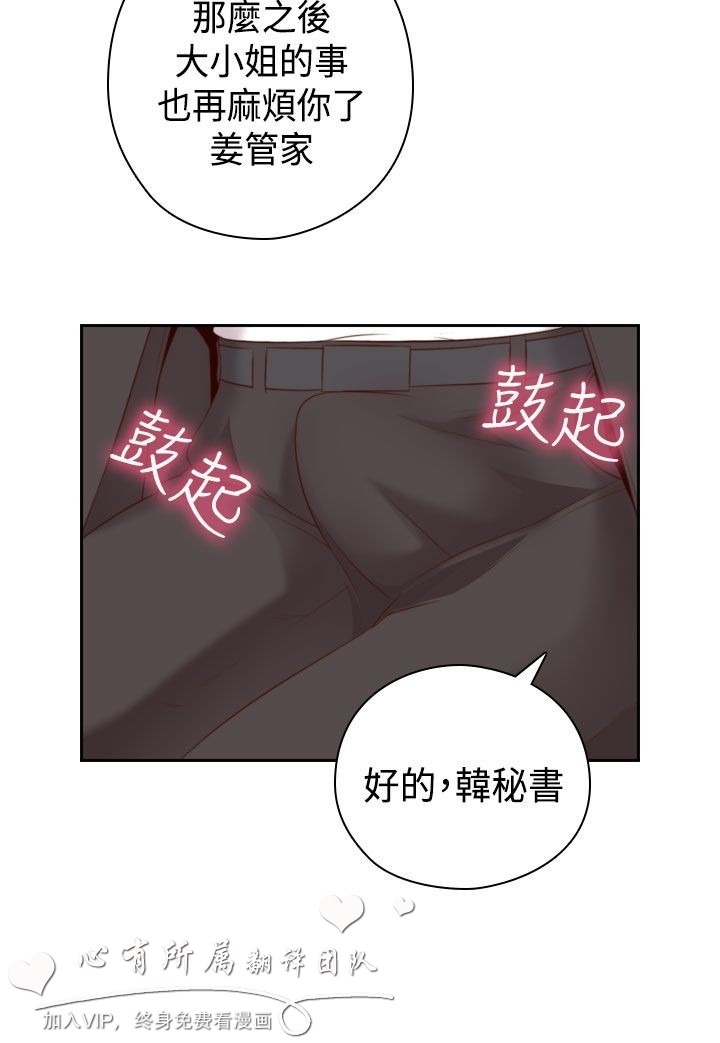 那麼之後
大小姐的事
也再麻煩你了
姜管家
鼓起
鼓起
好的，韓秘書
心有所属翻译团队
加入VIP，终身免费看漫画